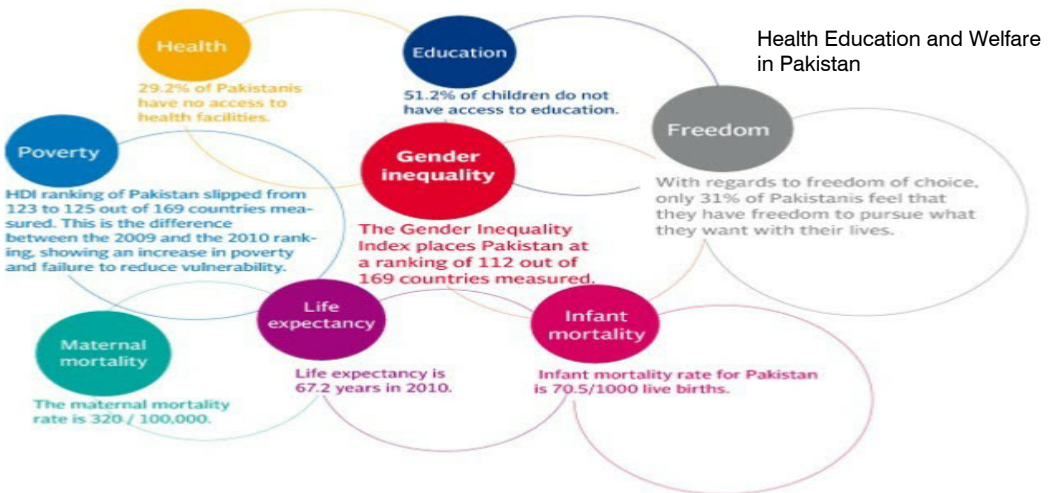 Health Education and Welfare
in Pakistan
Health
29.2% of Pakistanis
have no access to
health facilities.
Education
51.2% of children do not
have access to education.
Freedom
With regards to freedom of choice,
only 31% of Pakistanis feel that
they have freedom to pursue what
they want with their lives.
Poverty
HDI ranking of Pakistan slipped from
123 to 125 out of 169 countries mea-
sured. This is the difference
between the 2009 and the 2010 rank-
ing, showing an increase in poverty
and failure to reduce vulnerability.
Gender
inequality
The Gender Inequality
Index places Pakistan at
a ranking of 112 out of
169 countries measured.
Life
expectancy
Life expectancy is
67.2 years in 2010.
Infant
mortality
Infant mortality rate for Pakistan
is 70.5/1000 live births.
Maternal
mortality
The maternal mortality
rate is 320 / 100,000.